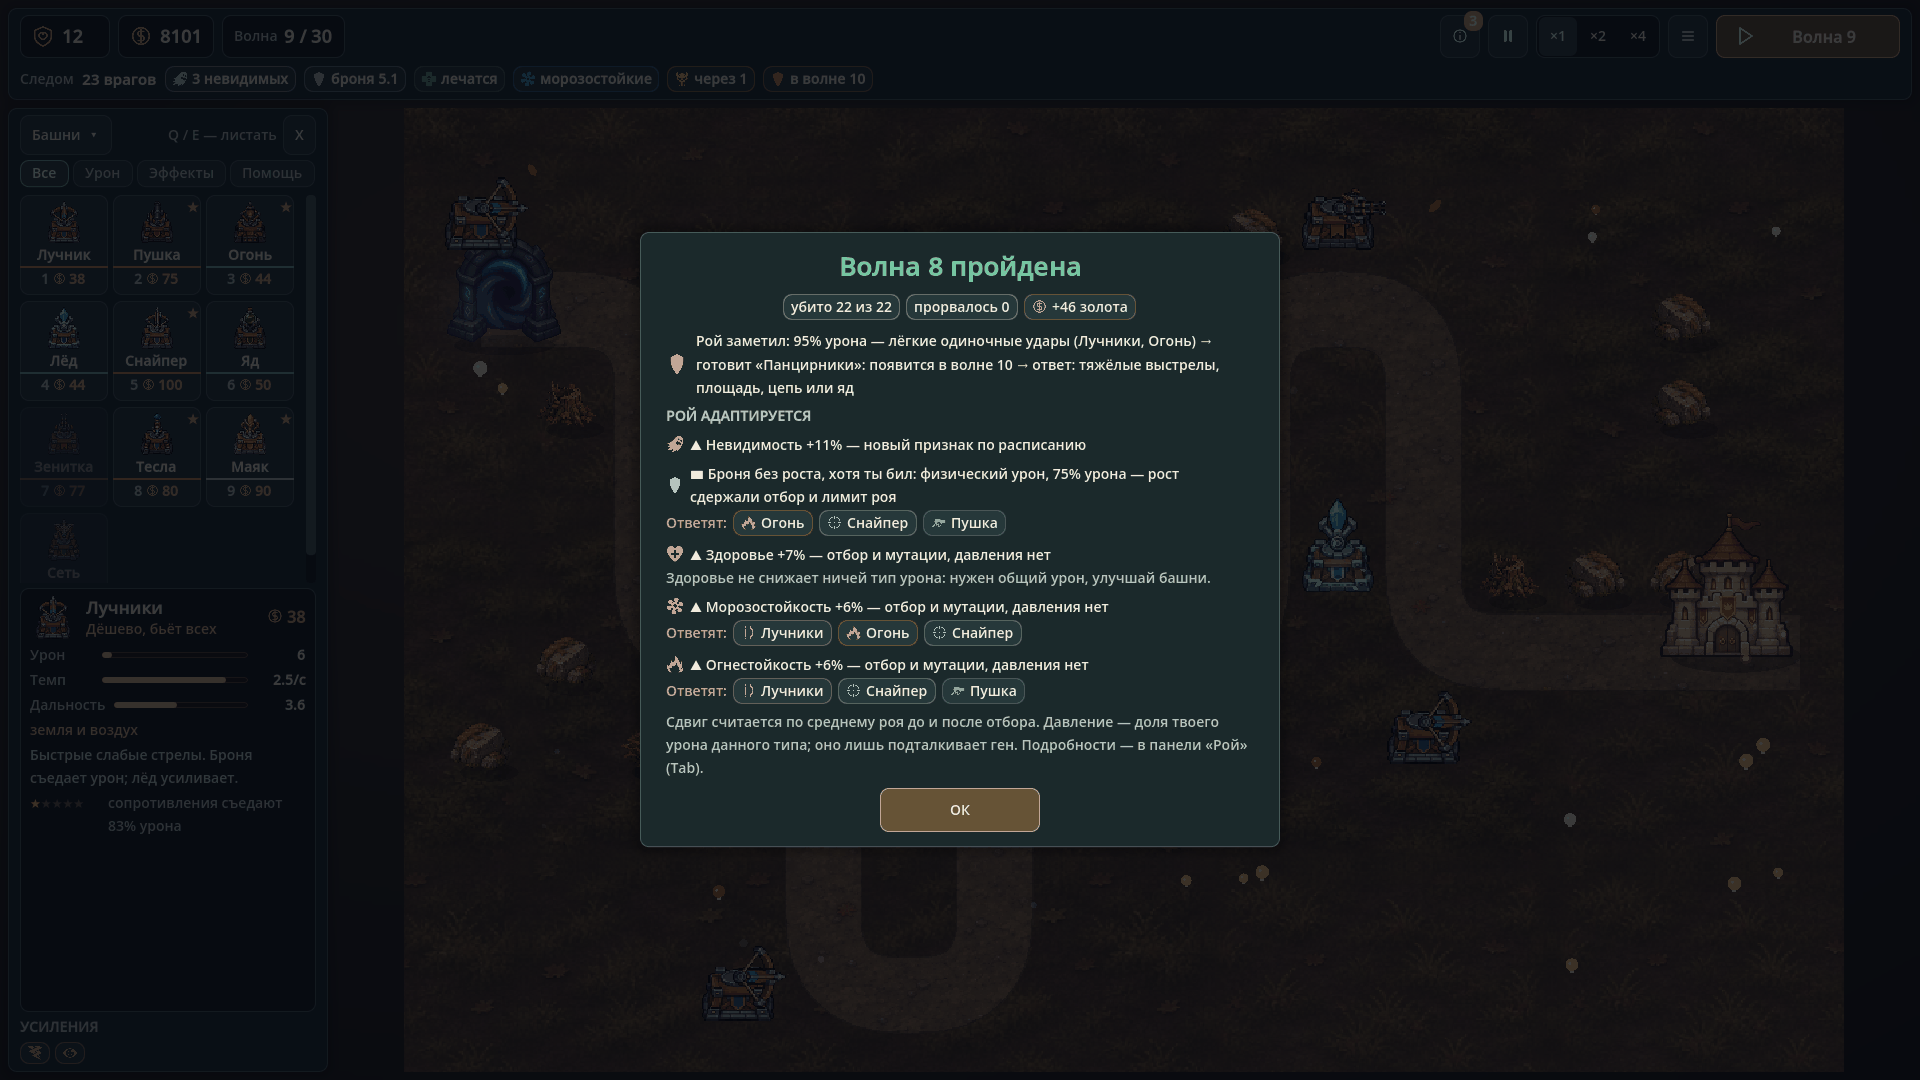 12
8101
Волна 9 / 30
3
×1
×2
×4
Волна 9
Следом 23 врагов
3 невидимых
броня 5.1
лечатся
морозостойкие
через 1
в волне 10
Башни
Q / E — листать
X
Все
Урон
Эффекты
Помощь
Лучник
Пушка
Огонь
1 38
2 75
3 44
Лёд
Снайпер
Яд
4 44
5 100
6 50
Зенитка
Тесла
Маяк
7 77
8 80
9 90
Сеть
Лучники
38
Дёшево, бьёт всех
Урон 6
Темп 2.5/с
Дальность 3.6
земля и воздух
Быстрые слабые стрелы. Броня
съедает урон; лёд усиливает.
★★★★★ сопротивления съедают
83% урона
УСИЛЕНИЯ
Волна 8 пройдена
убито 22 из 22
прорвалось 0
+46 золота
Рой заметил: 95% урона — лёгкие одиночные удары (Лучники, Огонь) →
готовит «Панцирники»: появится в волне 10 → ответ: тяжёлые выстрелы,
площадь, цепь или яд
РОЙ АДАПТИРУЕТСЯ
▲ Невидимость +11% — новый признак по расписанию
▬ Броня без роста, хотя ты бил: физический урон, 75% урона — рост
сдержали отбор и лимит роя
Ответят: Огонь Снайпер Пушка
▲ Здоровье +7% — отбор и мутации, давления нет
Здоровье не снижает ничей тип урона: нужен общий урон, улучшай башни.
▲ Морозостойкость +6% — отбор и мутации, давления нет
Ответят: Лучники Огонь Снайпер
▲ Огнестойкость +6% — отбор и мутации, давления нет
Ответят: Лучники Снайпер Пушка
Сдвиг считается по среднему роя до и после отбора. Давление — доля твоего
урона данного типа; оно лишь подталкивает ген. Подробности — в панели «Рой»
(Tab).
ОК